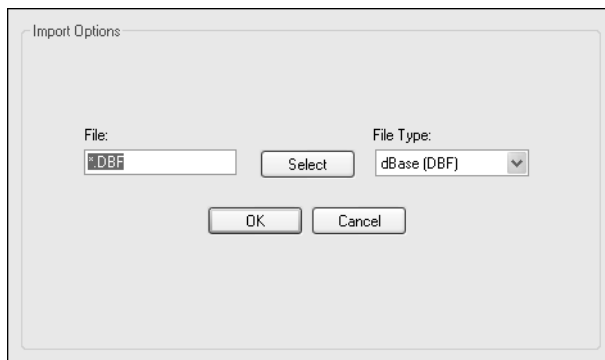 Import Options
File:
File Type:
*.DBF
Select
dBase (DBF)
OK
Cancel